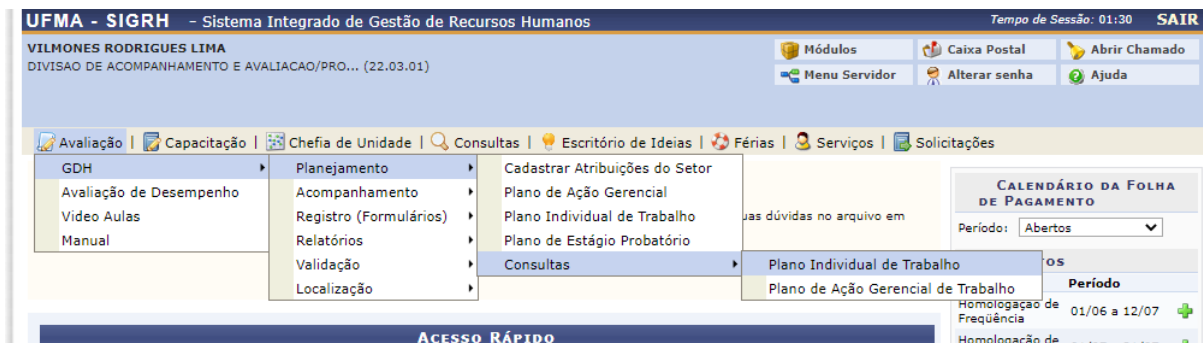 UFMA - SIGRH - Sistema Integrado de Gestão de Recursos Humanos
Tempo de Sessão: 01:30 SAIR
VILMONES RODRIGUES LIMA
DIVISAO DE ACOMPANHAMENTO E AVALIACAO/PRO... (22.03.01)
Módulos
Caixa Postal
Abrir Chamado
Menu Servidor
Alterar senha
Ajuda
Avaliação | Capacitação | Chefia de Unidade | Consultas | Escritório de Ideias | Férias | Serviços | Solicitações
GDH
Avaliação de Desempenho
Video Aulas
Manual
Planejamento
Acompanhamento
Registro (Formulários)
Relatórios
Validação
Localização
Cadastrar Atribuições do Setor
Plano de Ação Gerencial
Plano Individual de Trabalho
Plano de Estágio Probatório
Consultas
Plano Individual de Trabalho
Plano de Ação Gerencial de Trabalho
dúvidas no arquivo em
CALENDÁRIO DA FOLHA
DE PAGAMENTO
Período: Abertos
Período
Homologação de
Freqüência
01/06 a 12/07
Homologação de
ACESSO RÁPIDO